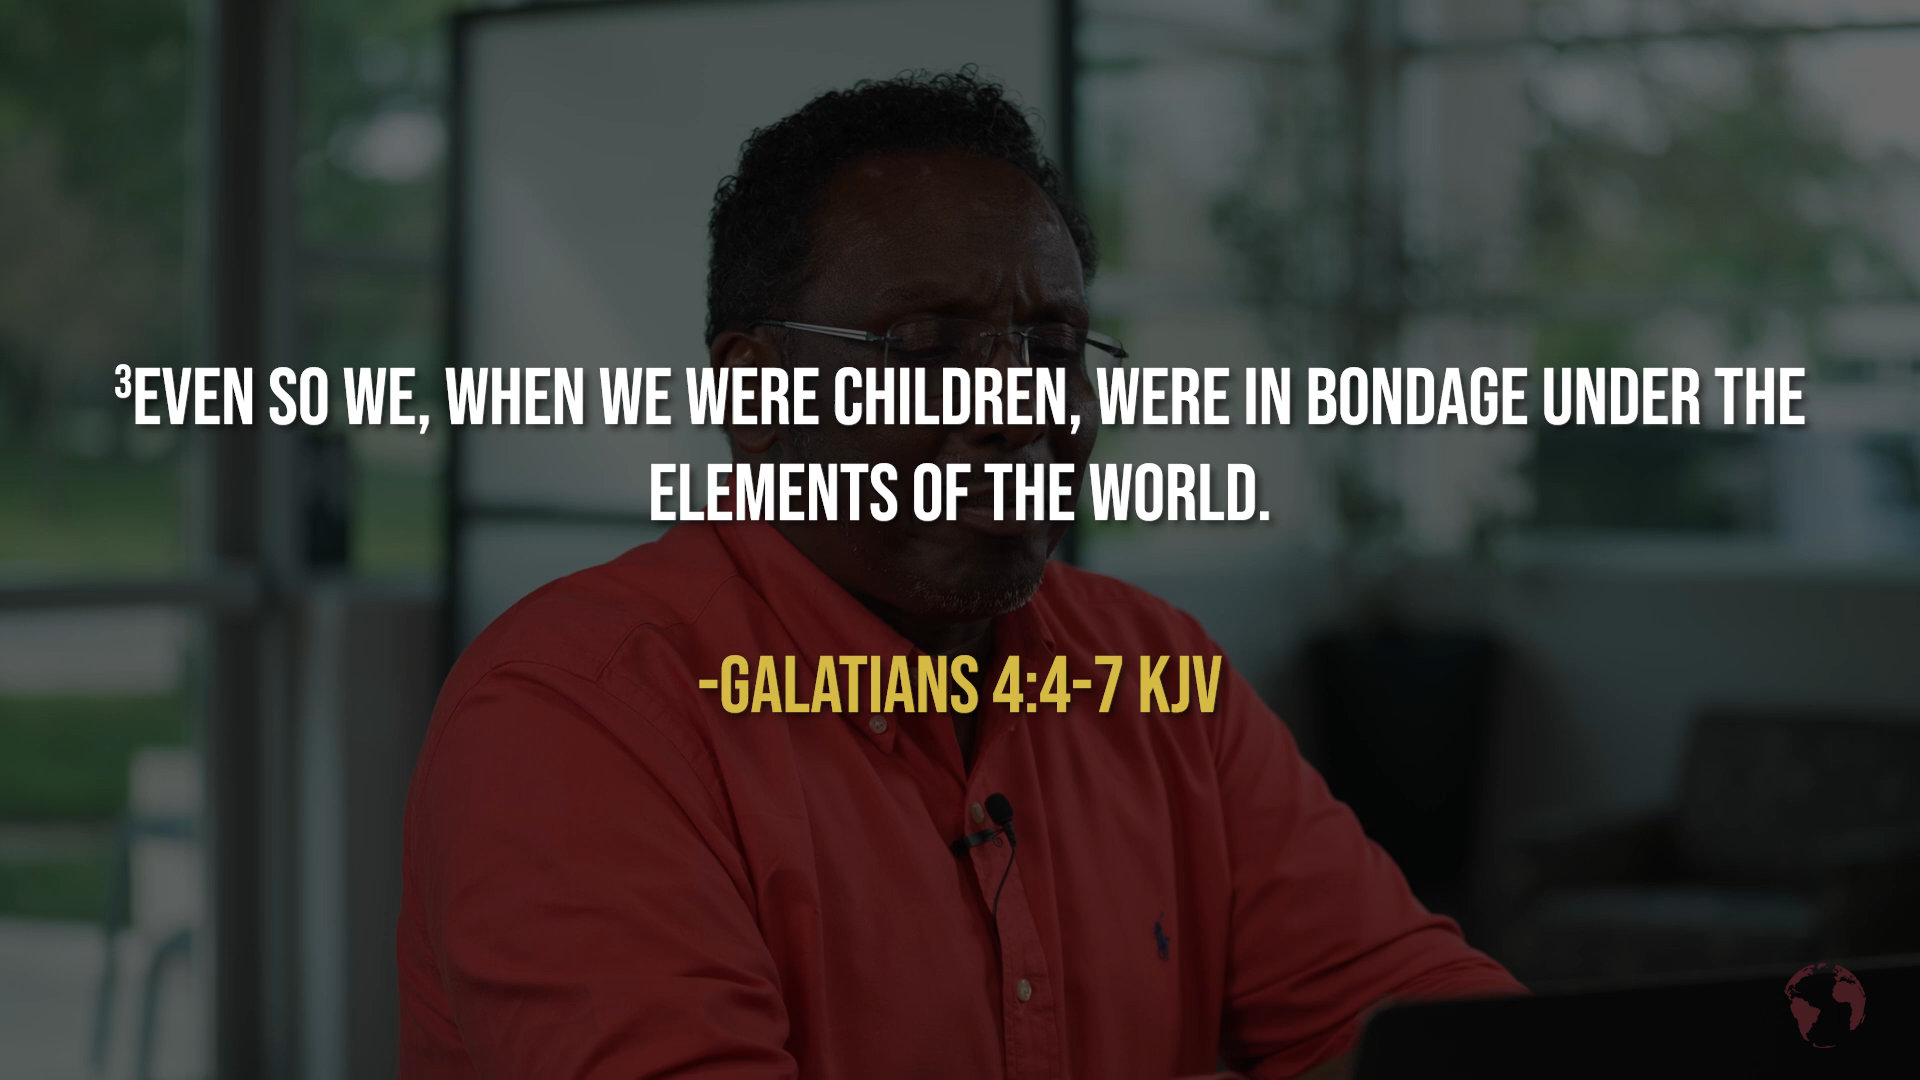 ³EVEN SO WE, WHEN WE WERE CHILDREN, WERE IN BONDAGE UNDER THE
ELEMENTS OF THE WORLD.
-GALATIANS 4:4-7 KJV